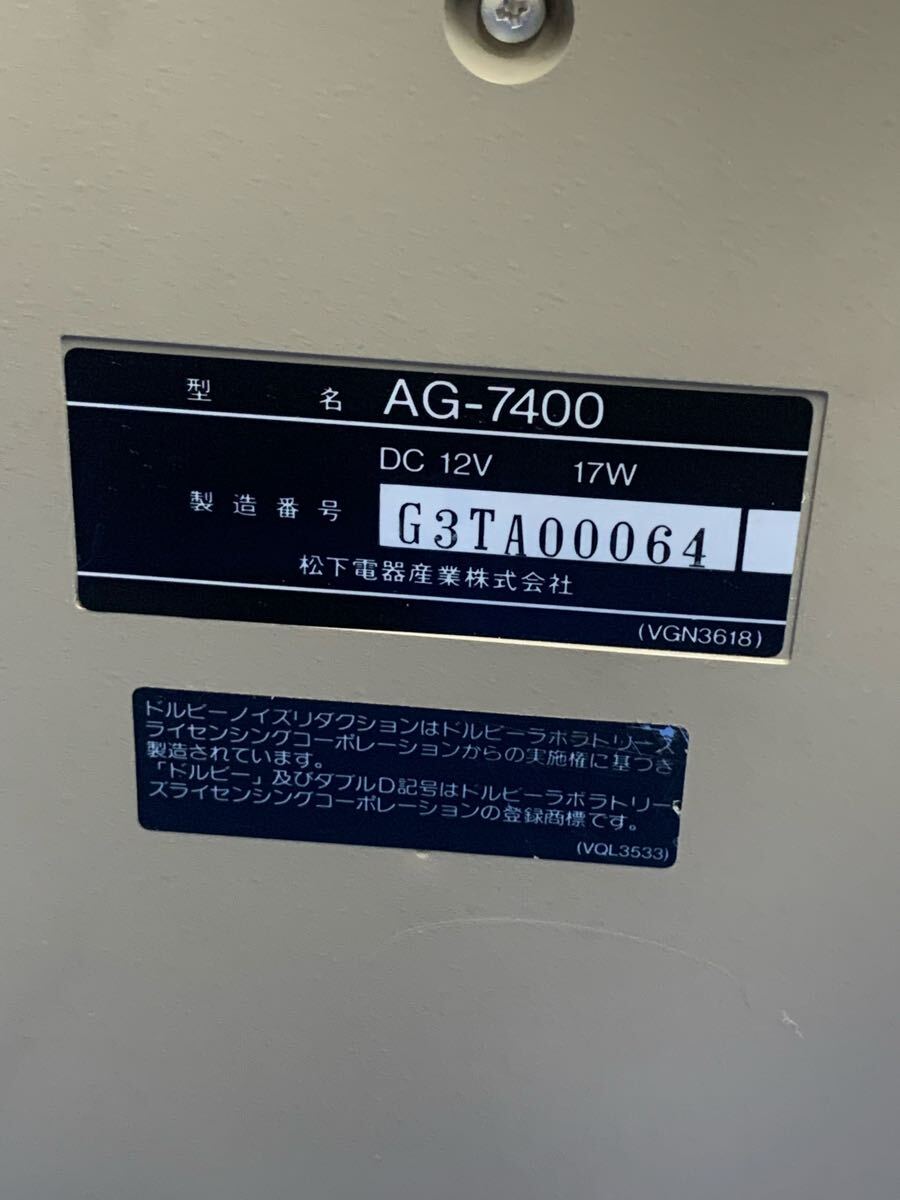 型名 AG-7400
DC 12V 17W
製造番号 G3TA00064
松下電器産業株式会社
(VGN3618)
ドルビーノイズリダクションはドルビーラボラトリーズ
ライセンシングコーポレーションからの実施権に基づき
製造されています。
「ドルビー」及びダブルD記号はドルビーラボラトリー
ズライセンシングコーポレーションの登録商標です。
(VQL3533)